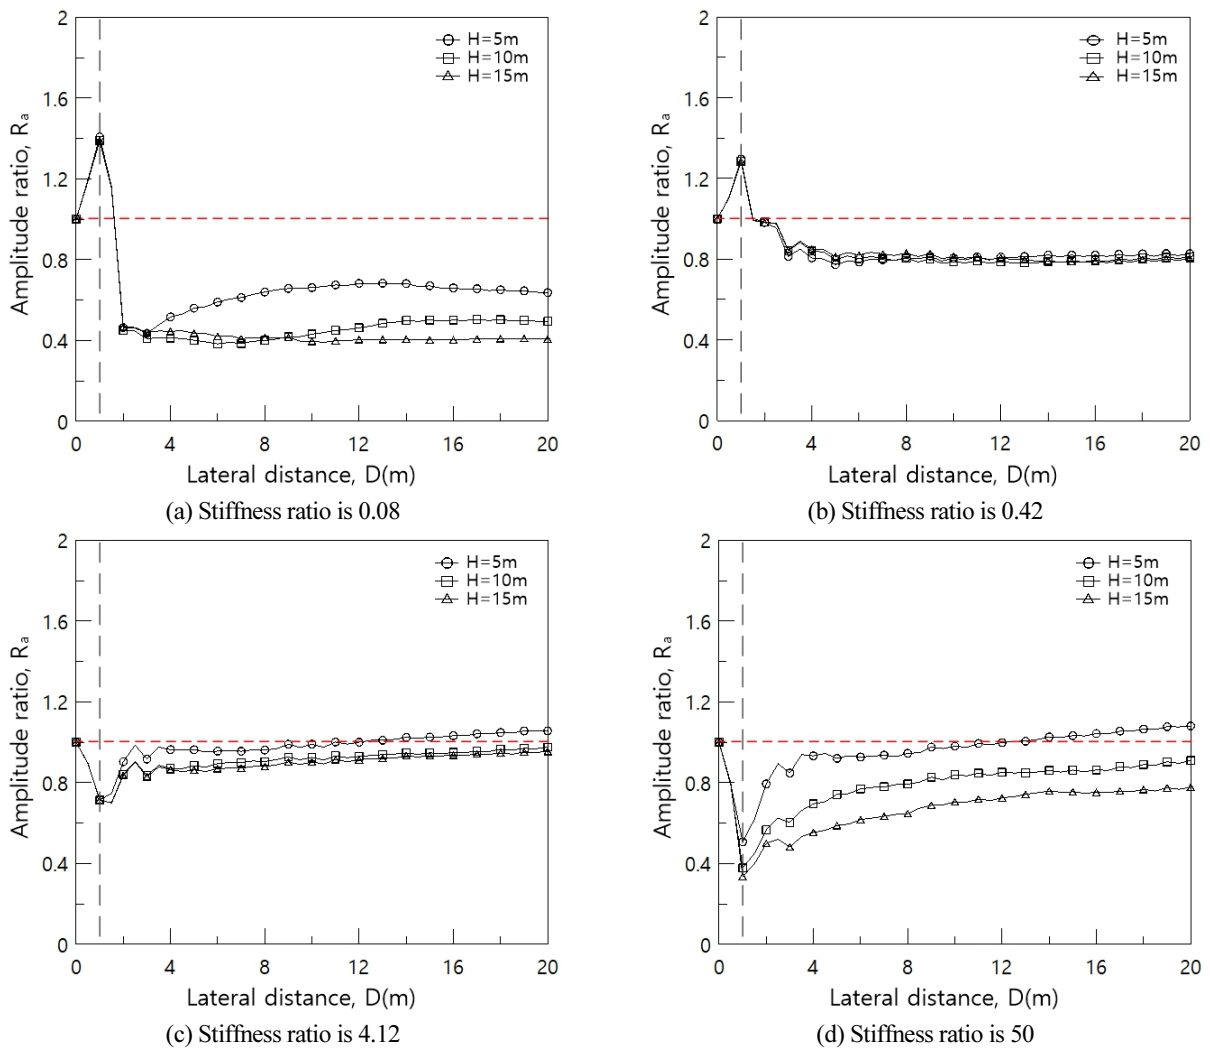 2
1.6
1.2
0.8
0.4
0
Amplitude ratio, Rₐ
H=5m
H=10m
H=15m
0 4 8 12 16 20
Lateral distance, D(m)
(a) Stiffness ratio is 0.08
2
1.6
1.2
0.8
0.4
0
Amplitude ratio, Rₐ
H=5m
H=10m
H=15m
0 4 8 12 16 20
Lateral distance, D(m)
(b) Stiffness ratio is 0.42
2
1.6
1.2
0.8
0.4
0
Amplitude ratio, Rₐ
H=5m
H=10m
H=15m
0 4 8 12 16 20
Lateral distance, D(m)
(c) Stiffness ratio is 4.12
2
1.6
1.2
0.8
0.4
0
Amplitude ratio, Rₐ
H=5m
H=10m
H=15m
0 4 8 12 16 20
Lateral distance, D(m)
(d) Stiffness ratio is 50